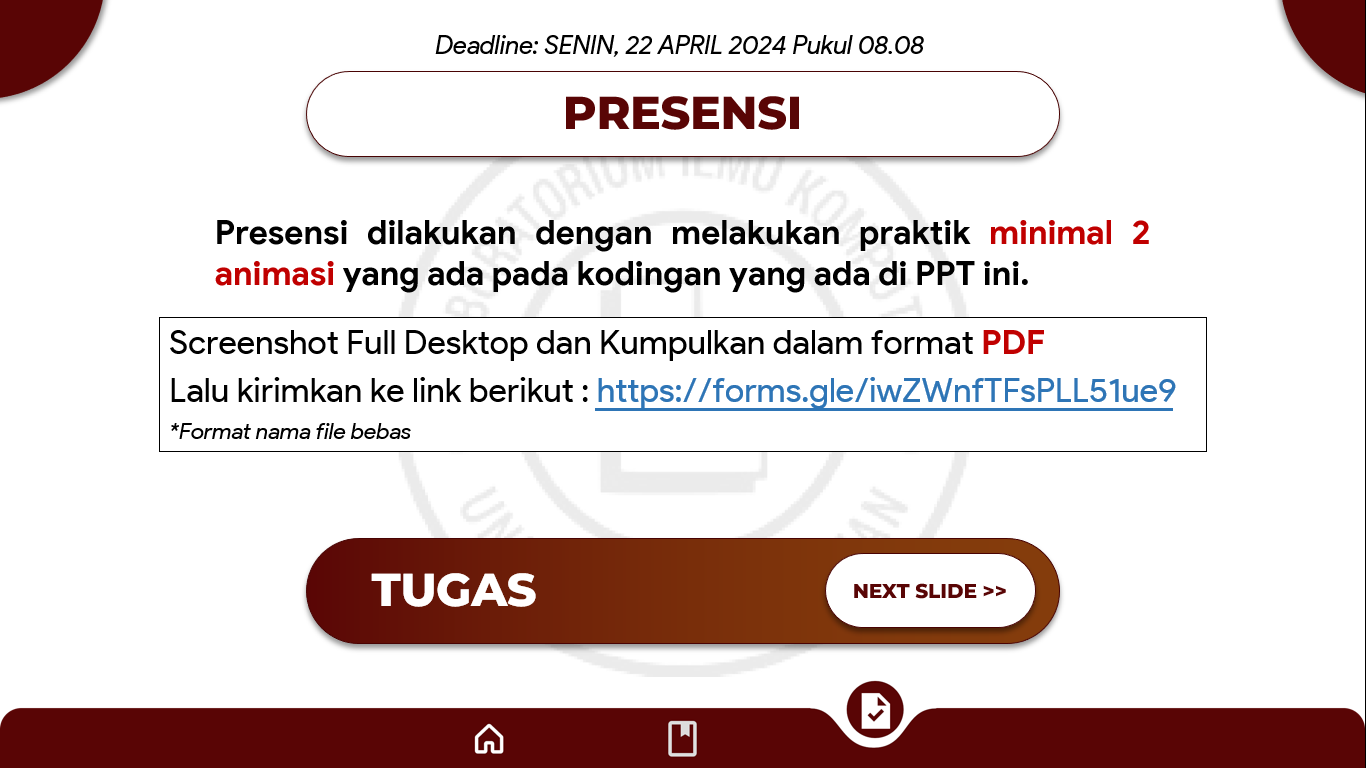 Deadline: SENIN, 22 APRIL 2024 Pukul 08.08
PRESENSI
Presensi dilakukan dengan melakukan praktik minimal 2
animasi yang ada pada kodingan yang ada di PPT ini.
Screenshot Full Desktop dan Kumpulkan dalam format PDF
Lalu kirimkan ke link berikut : https://forms.gle/iwZWnfTFsPLL51ue9
*Format nama file bebas
TUGAS
NEXT SLIDE >>